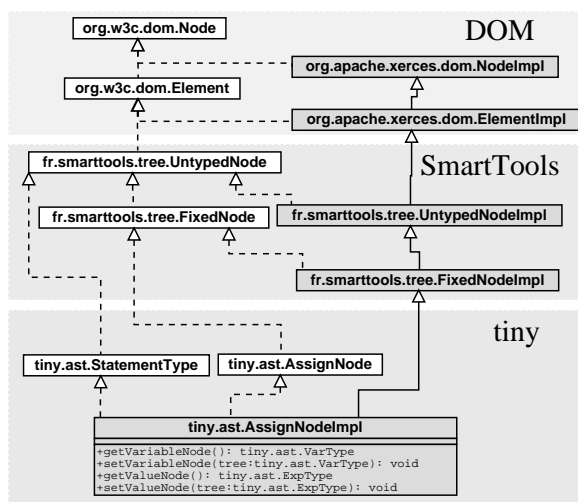 org.w3c.dom.Node
DOM
org.apache.xerces.dom.NodeImpl
org.w3c.dom.Element
org.apache.xerces.dom.ElementImpl
fr.smarttools.tree.UntypedNode
SmartTools
fr.smarttools.tree.FixedNode
fr.smarttools.tree.UntypedNodeImpl
fr.smarttools.tree.FixedNodeImpl
tiny
tiny.ast.StatementType
tiny.ast.AssignNode
tiny.ast.AssignNodeImpl
+getVariableNode(): tiny.ast.VarType
+setVariableNode(tree:tiny.ast.VarType): void
+getValueNode(): tiny.ast.ExpType
+setValueNode(tree:tiny.ast.ExpType): void